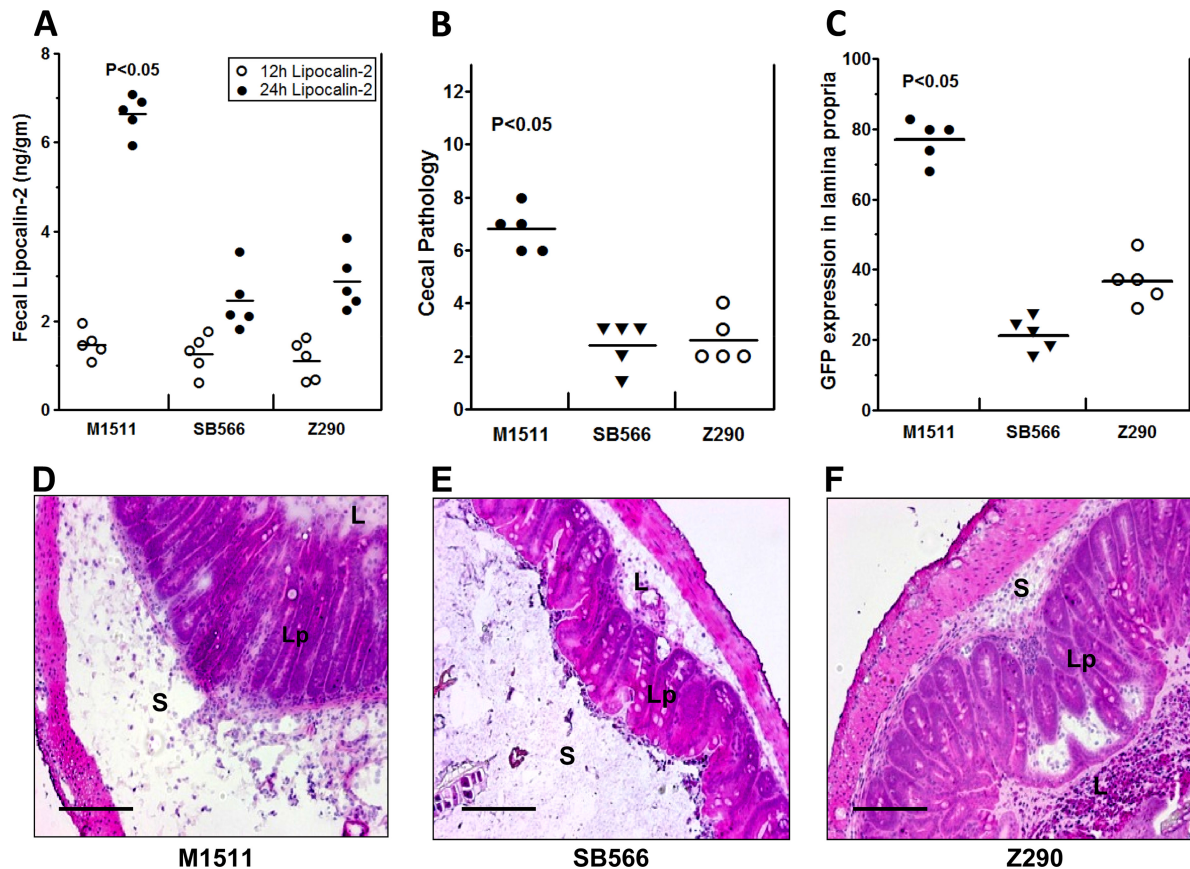 A
Fecal Lipocalin-2 (ng/gm)
8
6
4
2
0
P<0.05
12h Lipocalin-2
24h Lipocalin-2
M1511 SB566 Z290
B
Cecal Pathology
12
10
8
6
4
2
0
P<0.05
M1511 SB566 Z290
C
GFP expression in lamina propria
100
80
60
40
20
0
P<0.05
M1511 SB566 Z290
D
L
Lp
S
M1511
E
L
Lp
S
SB566
F
S
Lp
L
Z290